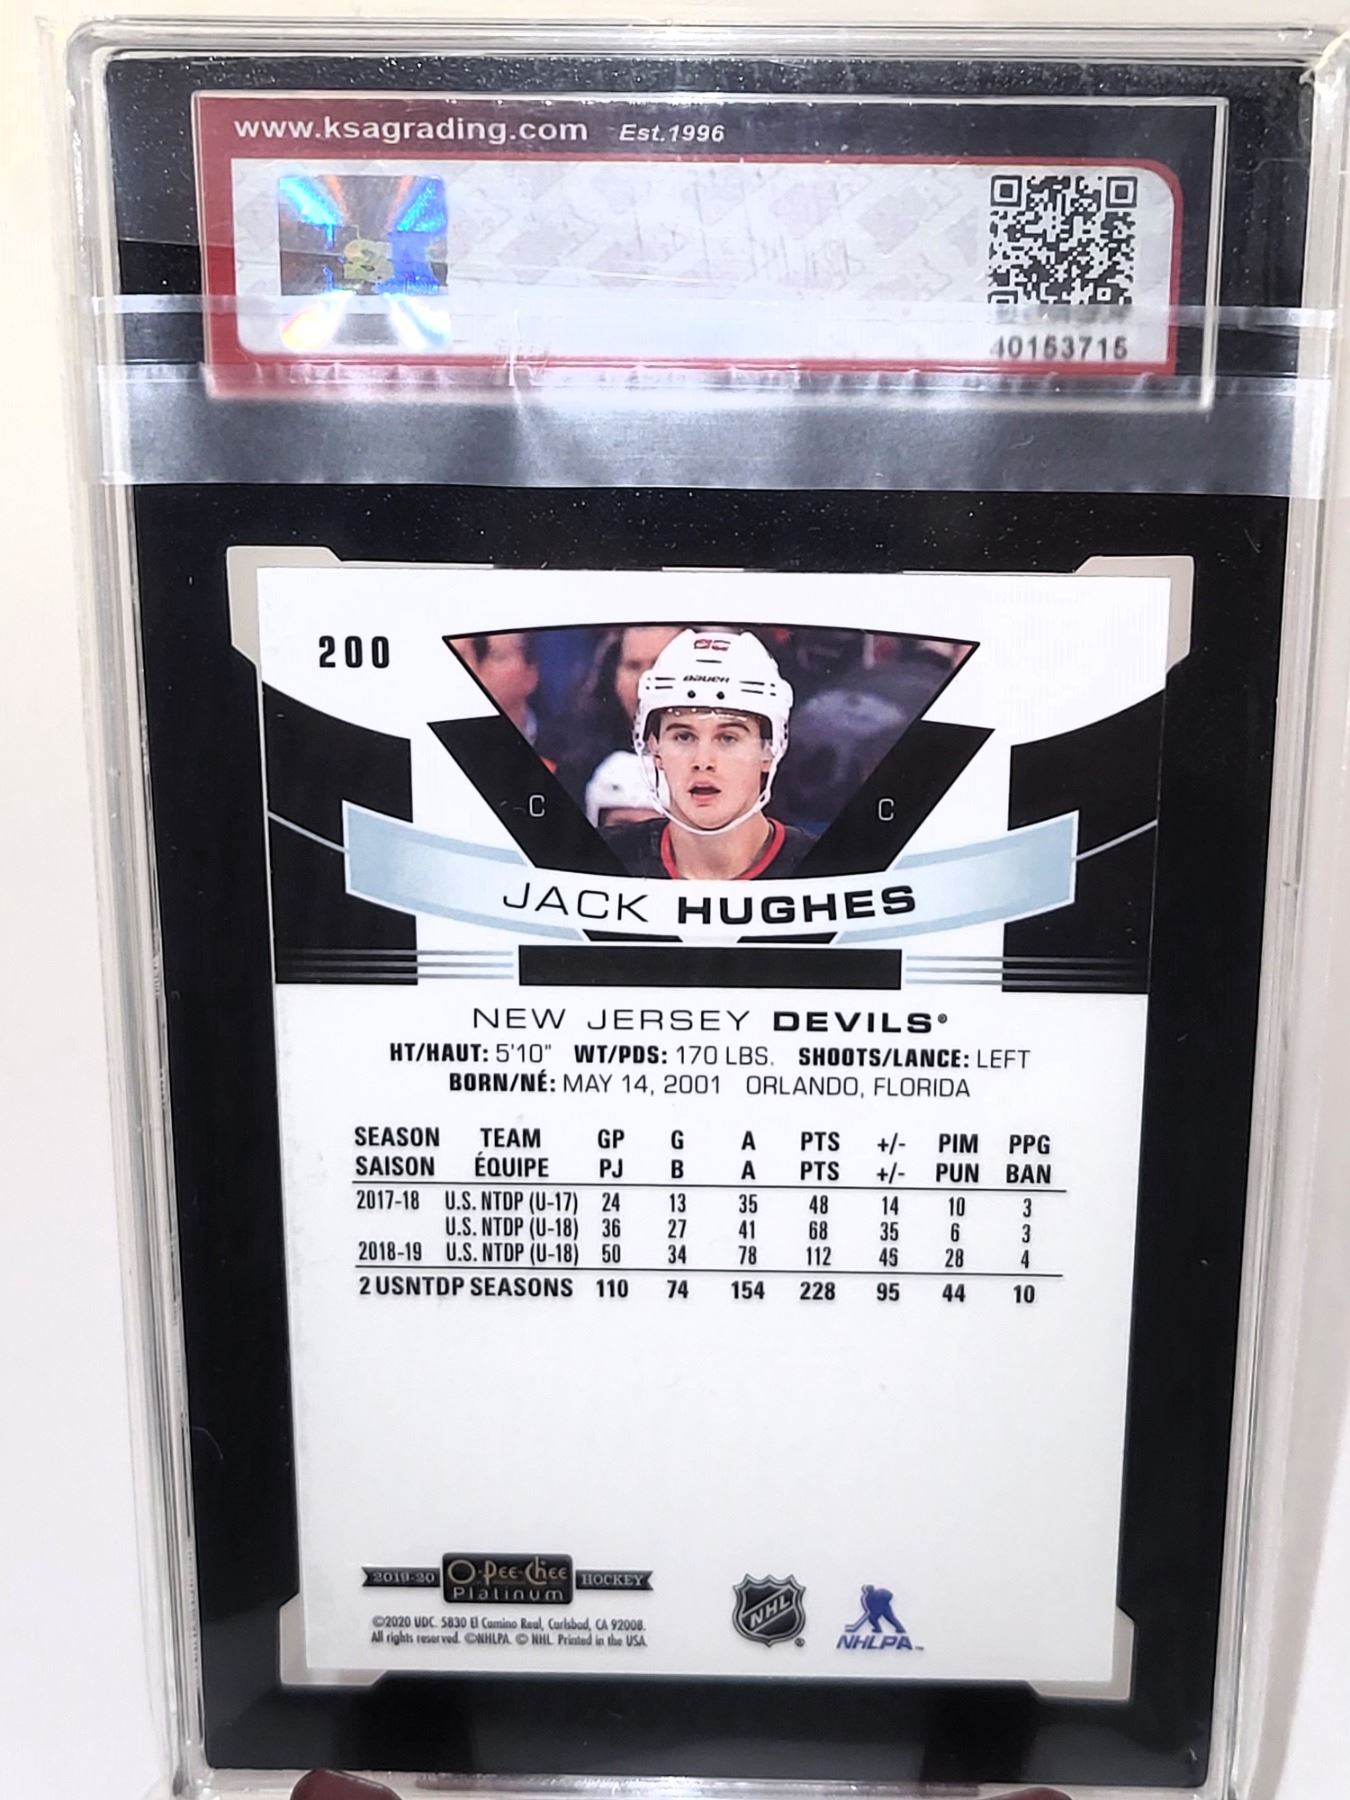 www.ksagrading.com Est.1996
40153715
200
BAUER
C C
JACK HUGHES
NEW JERSEY DEVILS®
HT/HAUT: 5'10" WT/PDS: 170 LBS. SHOOTS/LANCE: LEFT
BORN/NÉ: MAY 14, 2001 ORLANDO, FLORIDA
SEASON TEAM GP G A PTS +/- PIM PPG
SAISON ÉQUIPE PJ B A PTS +/- PUN BAN
2017-18 U.S. NTDP (U-17) 24 13 35 48 14 10 3
U.S. NTDP (U-18) 36 27 41 68 35 6 3
2018-19 U.S. NTDP (U-18) 50 34 78 112 46 28 4
2 USNTDP SEASONS 110 74 154 228 95 44 10
2019-20 O-Pee-Chee Platinum HOCKEY
©2020 UDC. 5830 El Camino Real, Carlsbad, CA 92008.
All rights reserved. ©NHLPA. © NHL. Printed in the USA.
NHL ®
NHLPA™